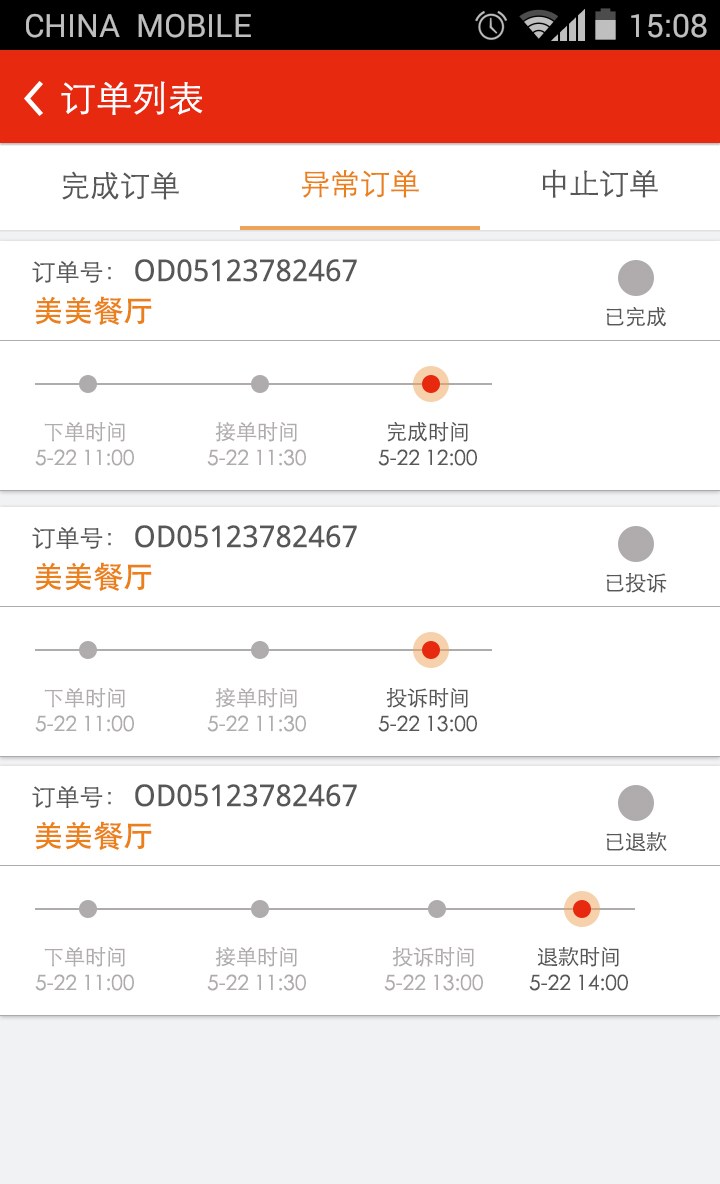 CHINA MOBILE 15:08
订单列表
完成订单 异常订单 中止订单
订单号： OD05123782467
美美餐厅
已完成
下单时间 接单时间 完成时间
5-22 11:00 5-22 11:30 5-22 12:00
订单号： OD05123782467
美美餐厅
已投诉
下单时间 接单时间 投诉时间
5-22 11:00 5-22 11:30 5-22 13:00
订单号： OD05123782467
美美餐厅
已退款
下单时间 接单时间 投诉时间 退款时间
5-22 11:00 5-22 11:30 5-22 13:00 5-22 14:00